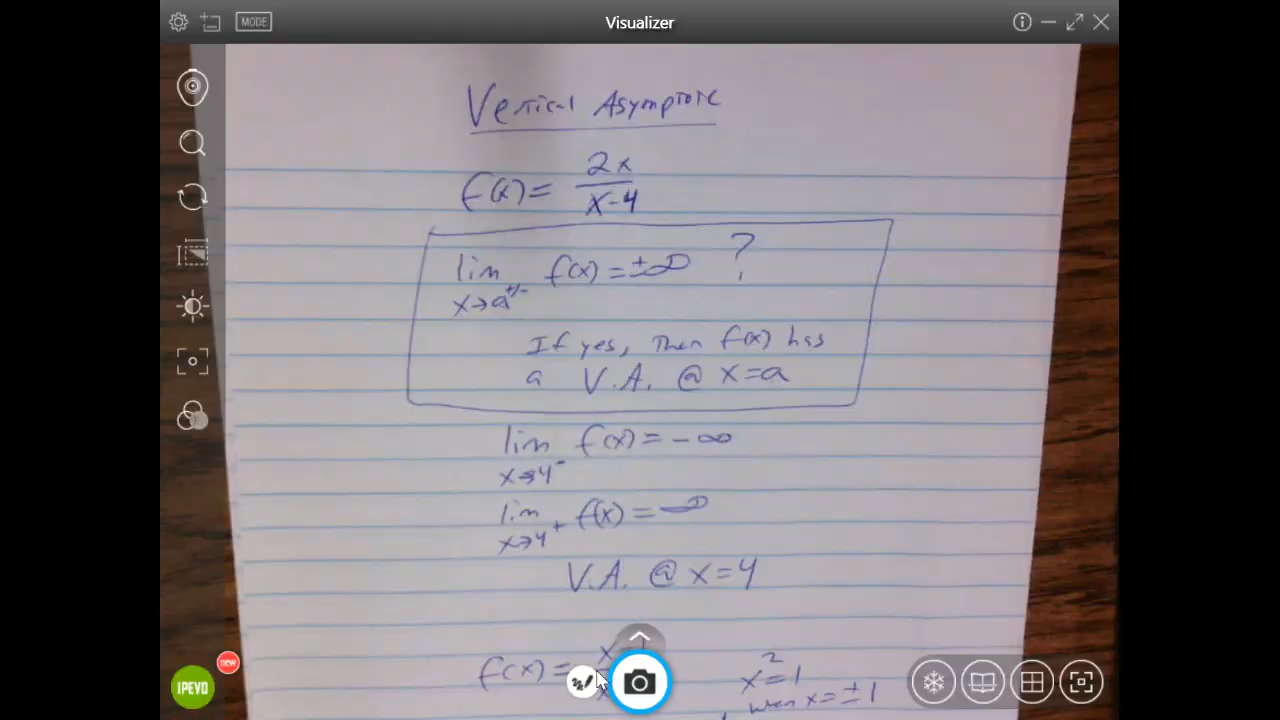 MODE
Visualizer
Vertical Asymptote
f(x) = 2x / x-4
lim x→a⁺/⁻ f(x) = ±∞ ?
If yes, Then f(x) has
a V.A. @ x=a
lim x→4⁻ f(x) = -∞
lim x→4⁺ f(x) = ∞
V.A. @ x=4
f(x) =
x²=1
when x = ±1
new
IPEVO